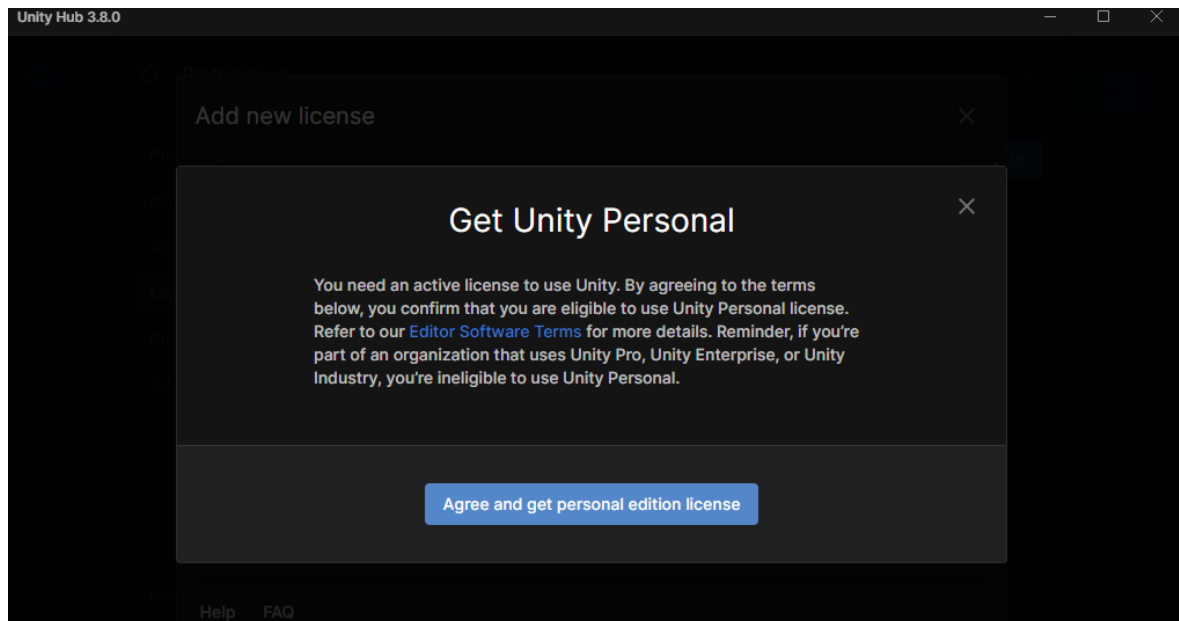 Unity Hub 3.8.0
Preferences
Add new license
Get Unity Personal
You need an active license to use Unity. By agreeing to the terms
below, you confirm that you are eligible to use Unity Personal license.
Refer to our Editor Software Terms for more details. Reminder, if you're
part of an organization that uses Unity Pro, Unity Enterprise, or Unity
Industry, you're ineligible to use Unity Personal.
Agree and get personal edition license
Help FAQ